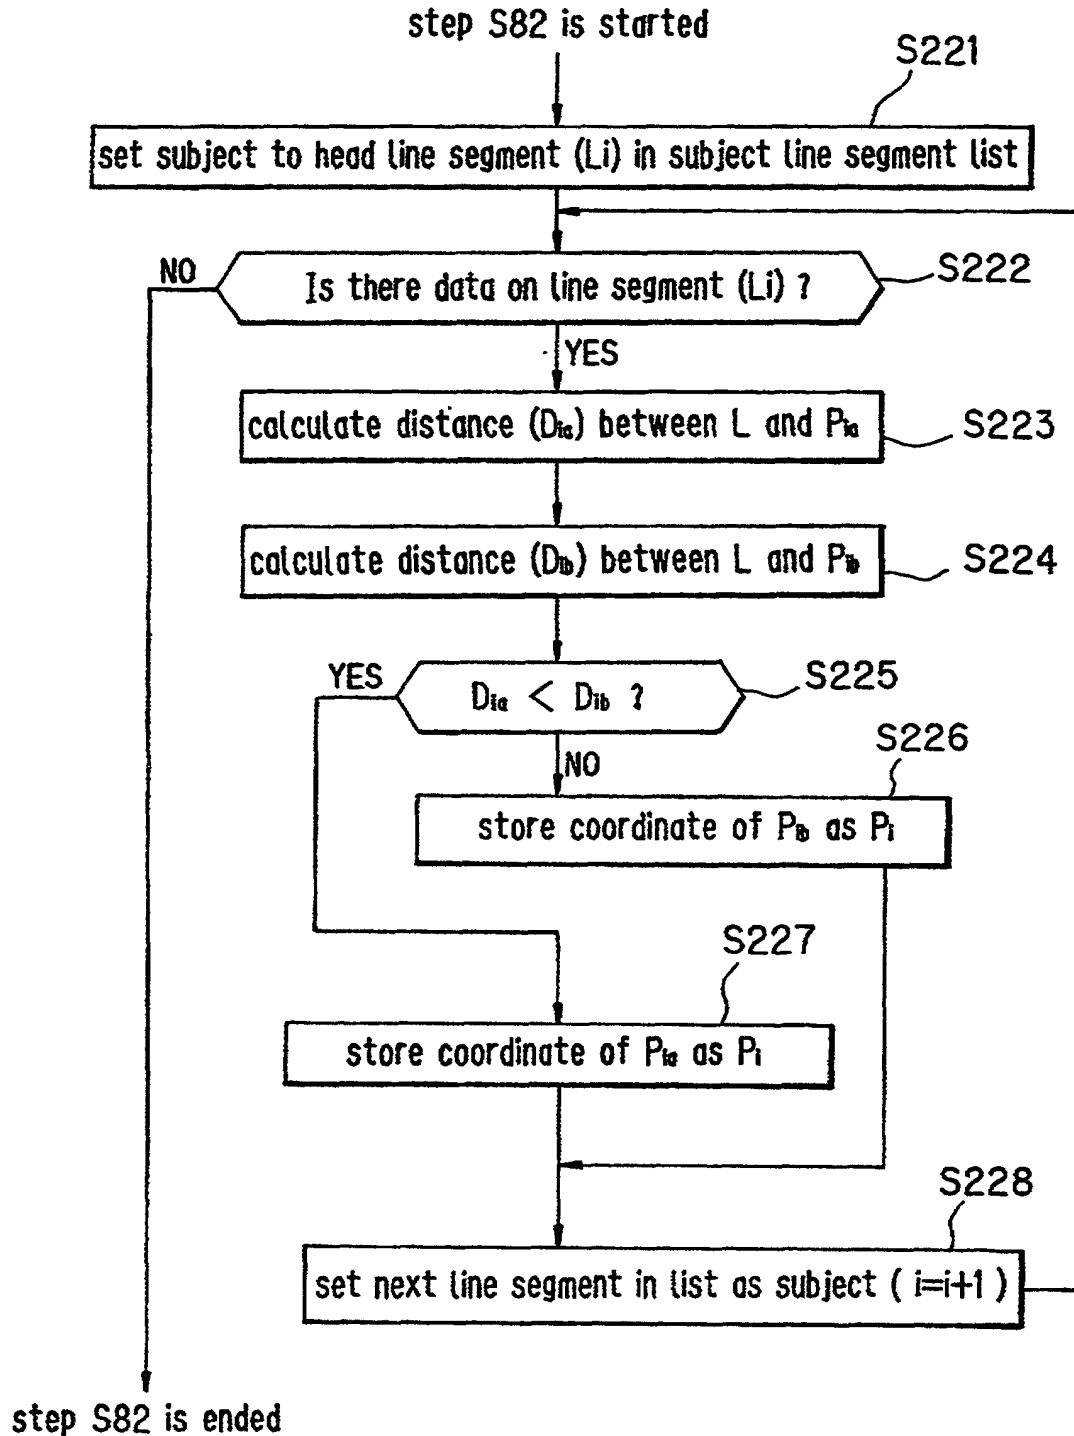 step S82 is started
S221
set subject to head line segment (Li) in subject line segment list
NO
Is there data on line segment (Li) ?
S222
YES
calculate distance (Dia) between L and Pia
S223
calculate distance (Dib) between L and Pib
S224
YES
Dia < Dib ?
S225
S226
NO
store coordinate of Pib as Pi
S227
store coordinate of Pia as Pi
S228
set next line segment in list as subject ( i=i+1 )
step S82 is ended